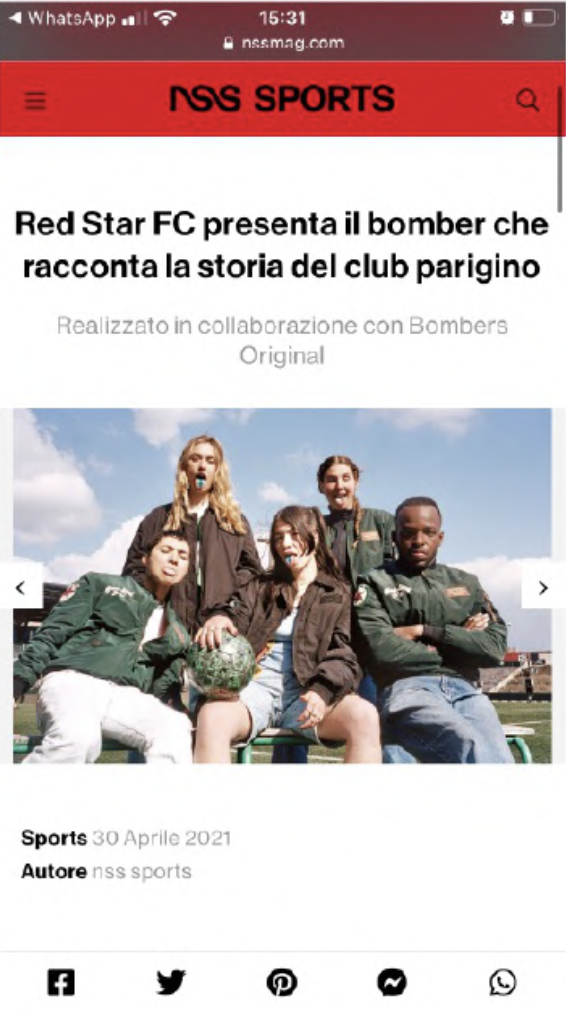 WhatsApp
15:31
nssmag.com
nss SPORTS
Red Star FC presenta il bomber che
racconta la storia del club parigino
Realizzato in collaborazione con Bombers
Original
Sports 30 Aprile 2021
Autore nss sports